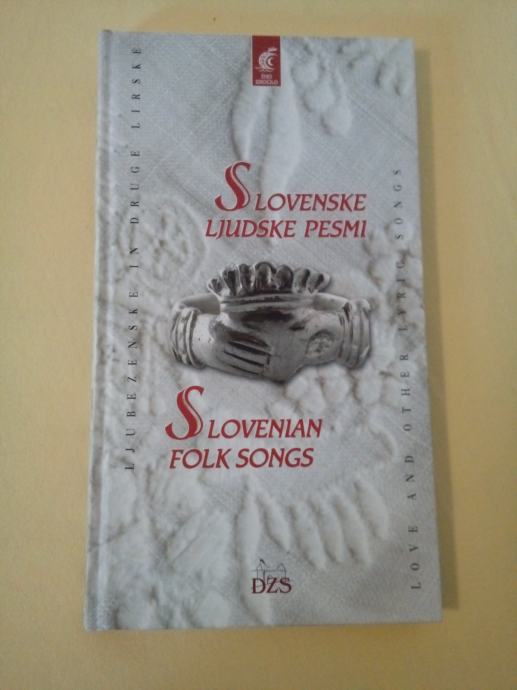 SLOVENSKE
LJUDSKE PESMI
SLOVENIAN
FOLK SONGS
LJUBEZENSKE IN DRUGE LIRSKE
LOVE AND OTHER LYRIC SONGS
DZS